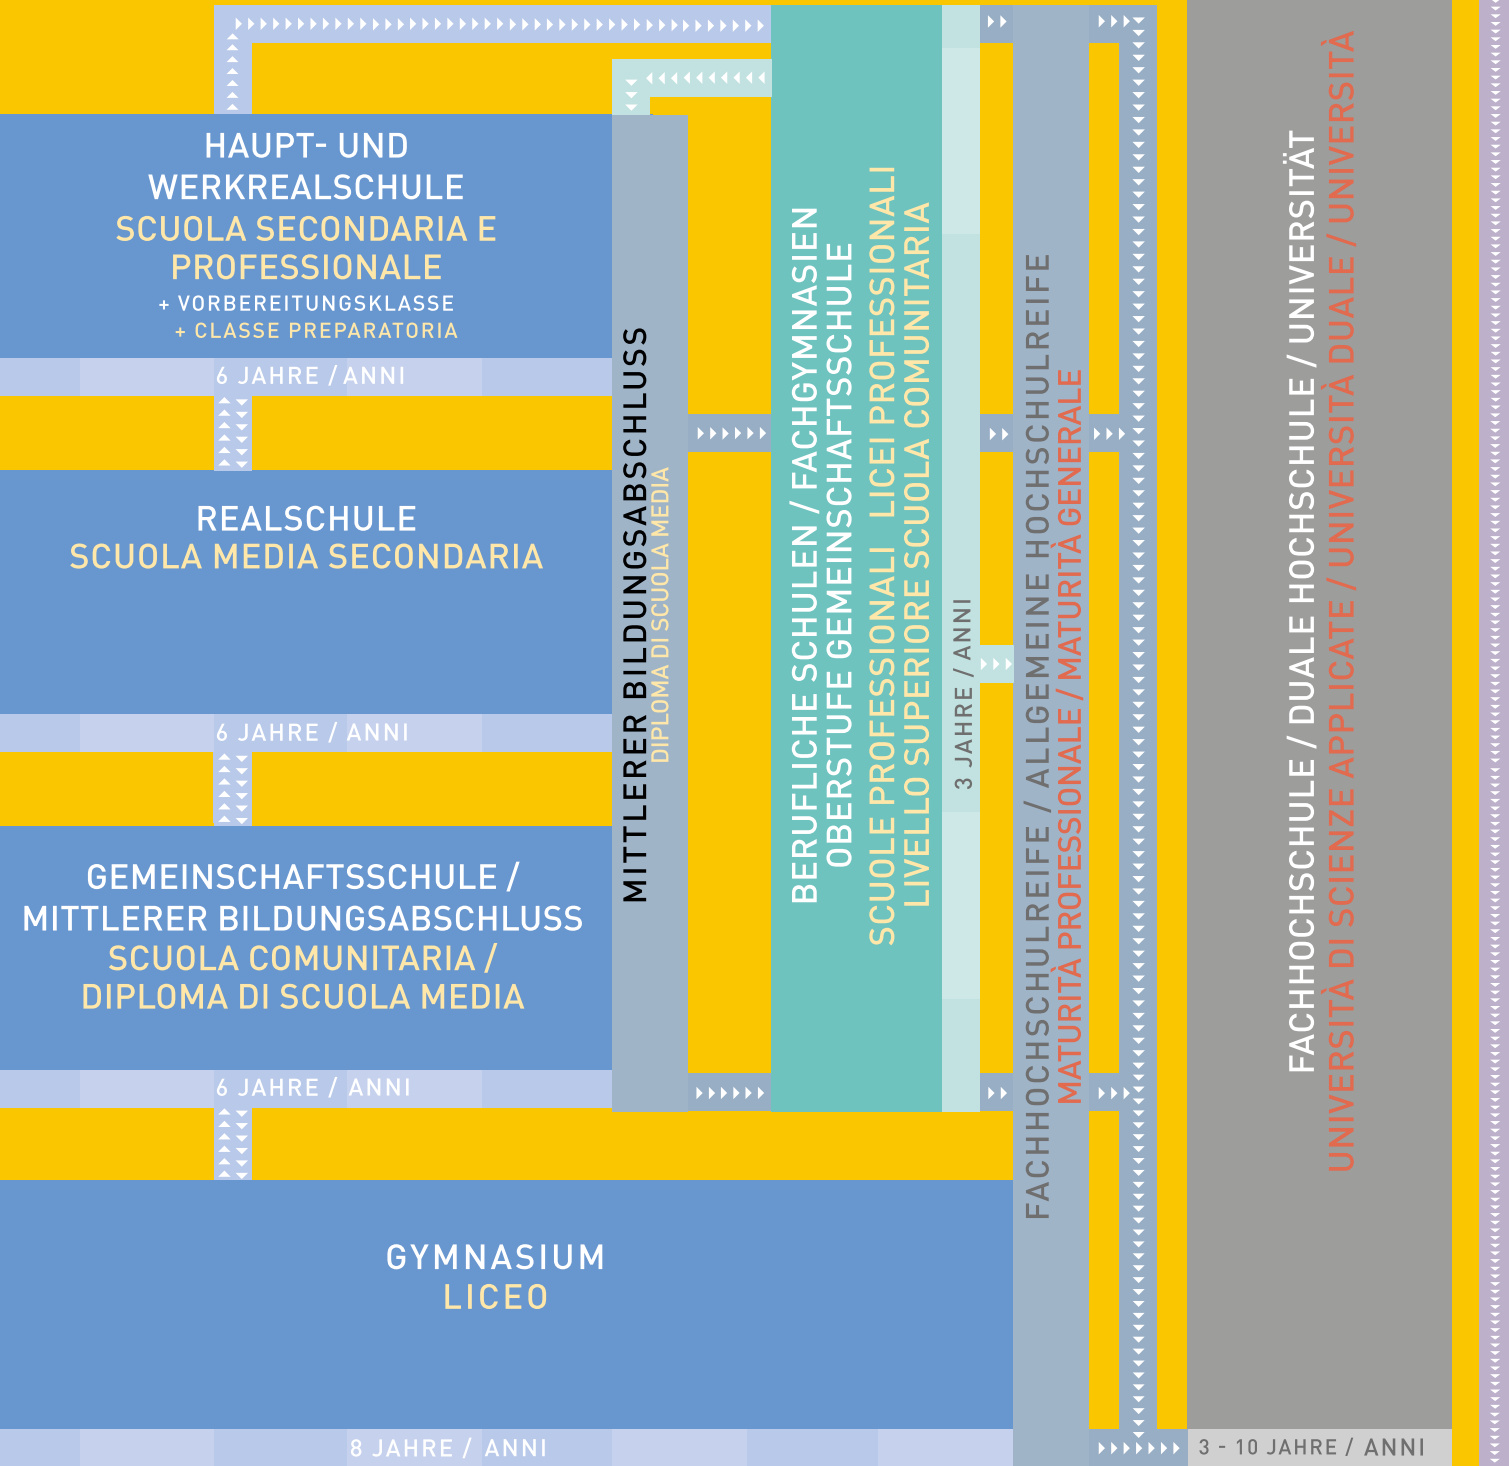 HAUPT- UND
WERKREALSCHULE
SCUOLA SECONDARIA E
PROFESSIONALE
+ VORBEREITUNGSKLASSE
+ CLASSE PREPARATORIA
6 JAHRE / ANNI
REALSCHULE
SCUOLA MEDIA SECONDARIA
6 JAHRE / ANNI
GEMEINSCHAFTSSCHULE /
MITTLERER BILDUNGSABSCHLUSS
SCUOLA COMUNITARIA /
DIPLOMA DI SCUOLA MEDIA
6 JAHRE / ANNI
GYMNASIUM
LICEO
8 JAHRE / ANNI
MITTLERER BILDUNGSABSCHLUSS
DIPLOMA DI SCUOLA MEDIA
BERUFLICHE SCHULEN / FACHGYMNASIEN
OBERSTUFE GEMEINSCHAFTSSCHULE
SCUOLE PROFESSIONALI LICEI PROFESSIONALI
LIVELLO SUPERIORE SCUOLA COMUNITARIA
3 JAHRE / ANNI
FACHHOCHSCHULREIFE / ALLGEMEINE HOCHSCHULREIFE
MATURITÀ PROFESSIONALE / MATURITÀ GENERALE
FACHHOCHSCHULE / DUALE HOCHSCHULE / UNIVERSITÄT
UNIVERSITÀ DI SCIENZE APPLICATE / UNIVERSITÀ DUALE / UNIVERSITÀ
3 - 10 JAHRE / ANNI